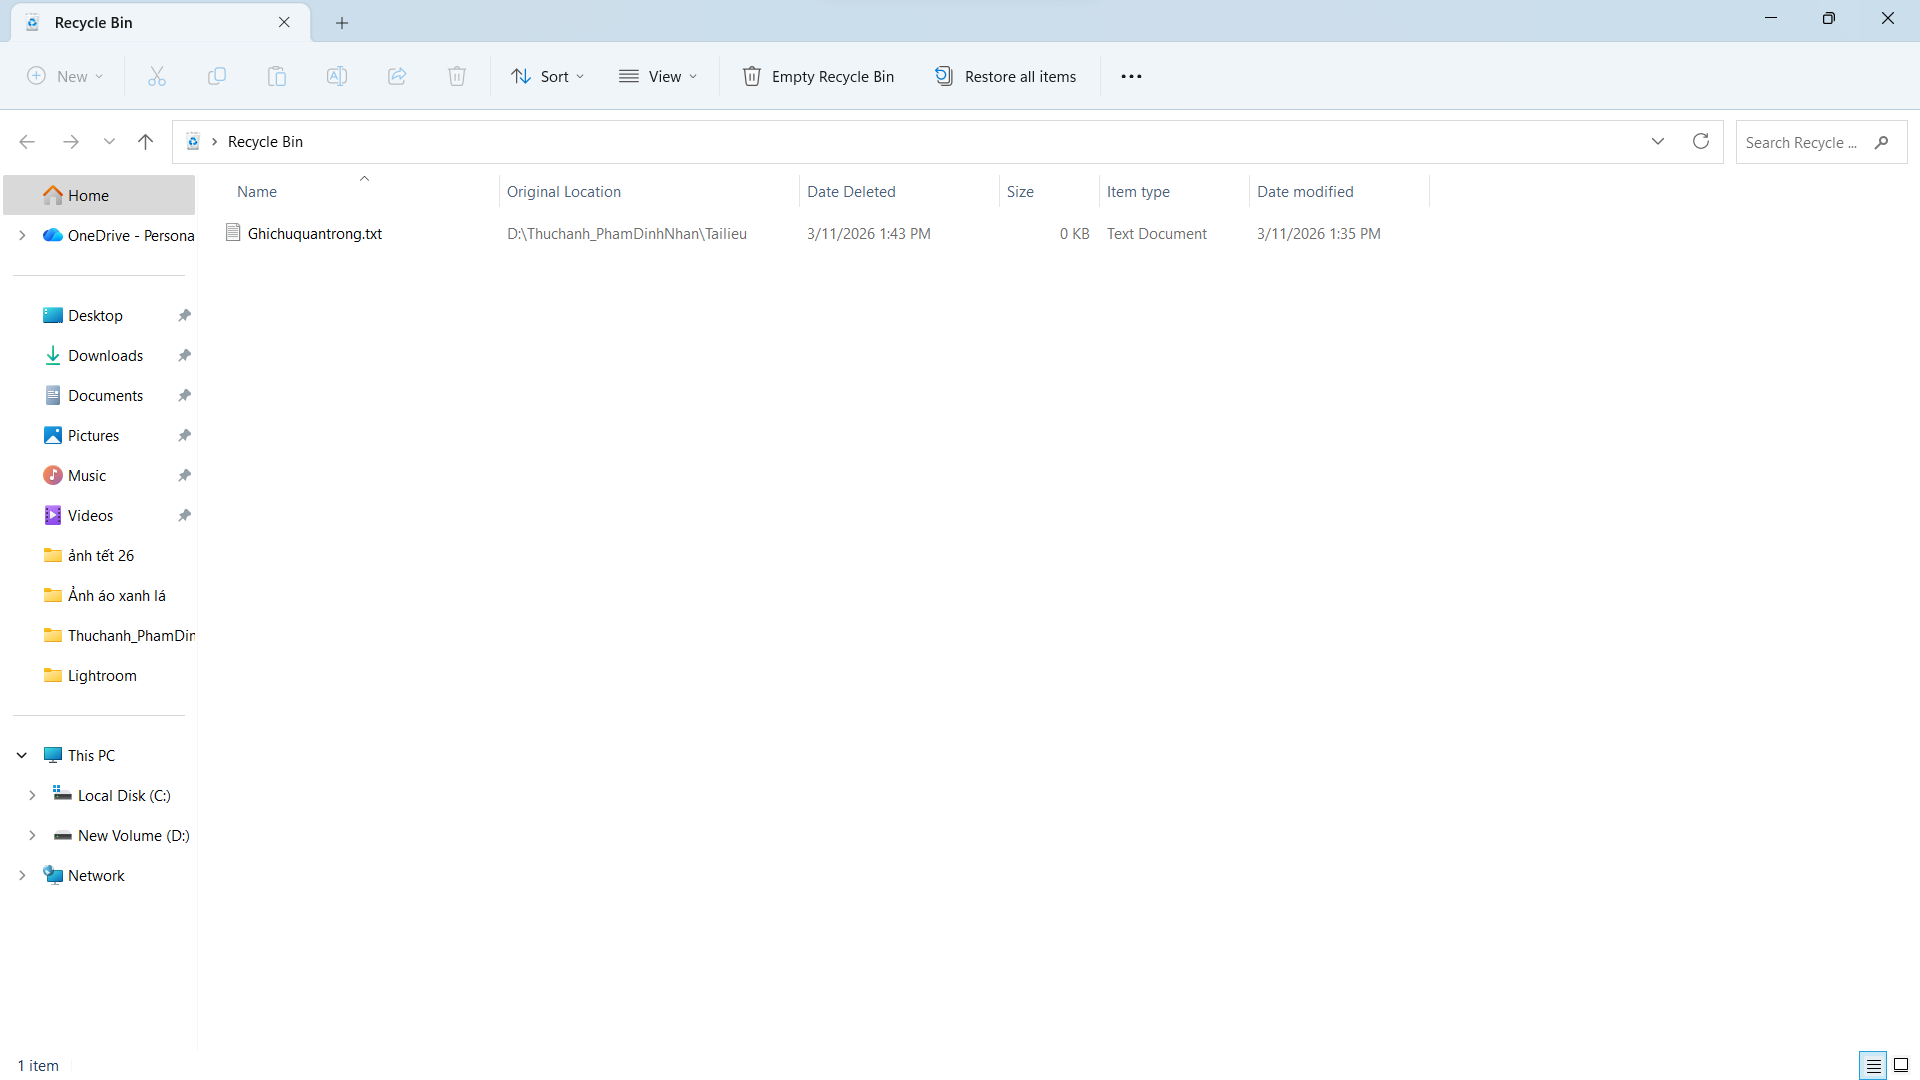 Recycle Bin
New
Sort
View
Empty Recycle Bin
Restore all items
Recycle Bin
Search Recycle ...
Home
OneDrive - Persona
Desktop
Downloads
Documents
Pictures
Music
Videos
ảnh tết 26
Ảnh áo xanh lá
Thuchanh_PhamDin
Lightroom
This PC
Local Disk (C:)
New Volume (D:)
Network
Name Original Location Date Deleted Size Item type Date modified
Ghichuquantrong.txt D:\Thuchanh_PhamDinhNhan\Tailieu 3/11/2026 1:43 PM 0 KB Text Document 3/11/2026 1:35 PM
1 item